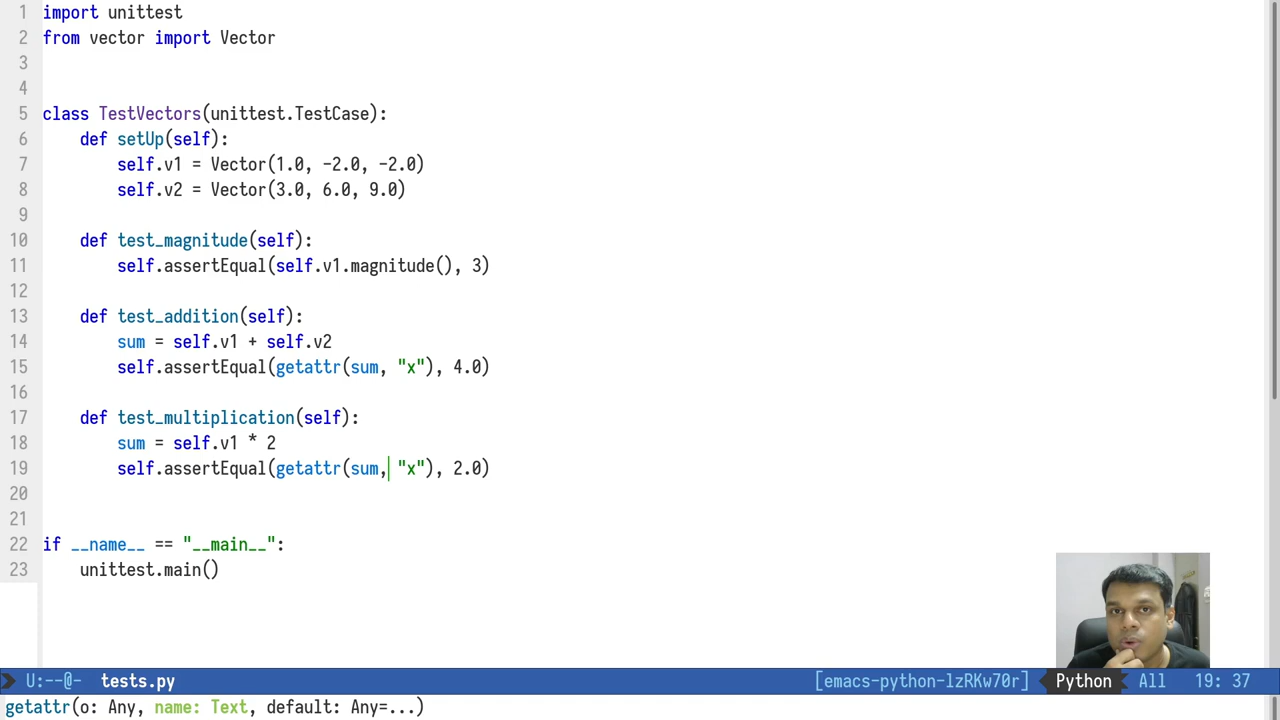 1 import unittest
2 from vector import Vector
3
4
5 class TestVectors(unittest.TestCase):
6     def setUp(self):
7         self.v1 = Vector(1.0, -2.0, -2.0)
8         self.v2 = Vector(3.0, 6.0, 9.0)
9
10     def test_magnitude(self):
11         self.assertEqual(self.v1.magnitude(), 3)
12
13     def test_addition(self):
14         sum = self.v1 + self.v2
15         self.assertEqual(getattr(sum, "x"), 4.0)
16
17     def test_multiplication(self):
18         sum = self.v1 * 2
19         self.assertEqual(getattr(sum, "x"), 2.0)
20
21
22 if __name__ == "__main__":
23     unittest.main()
U:--@- tests.py [emacs-python-lzRKw70r] Python All 19: 37
getattr(o: Any, name: Text, default: Any=...)